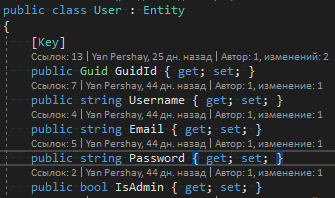 public class User : Entity
{
[Key]
Ссылок: 13 | Yan Pershay, 25 дн. назад | Автор: 1, изменений: 2
public Guid GuidId { get; set; }
Ссылок: 7 | Yan Pershay, 44 дн. назад | Автор: 1, изменение: 1
public string Username { get; set; }
Ссылок: 4 | Yan Pershay, 44 дн. назад | Автор: 1, изменение: 1
public string Email { get; set; }
Ссылок: 5 | Yan Pershay, 44 дн. назад | Автор: 1, изменение: 1
public string Password { get; set; }
Ссылок: 2 | Yan Pershay, 44 дн. назад | Автор: 1, изменение: 1
public bool IsAdmin { get; set; }